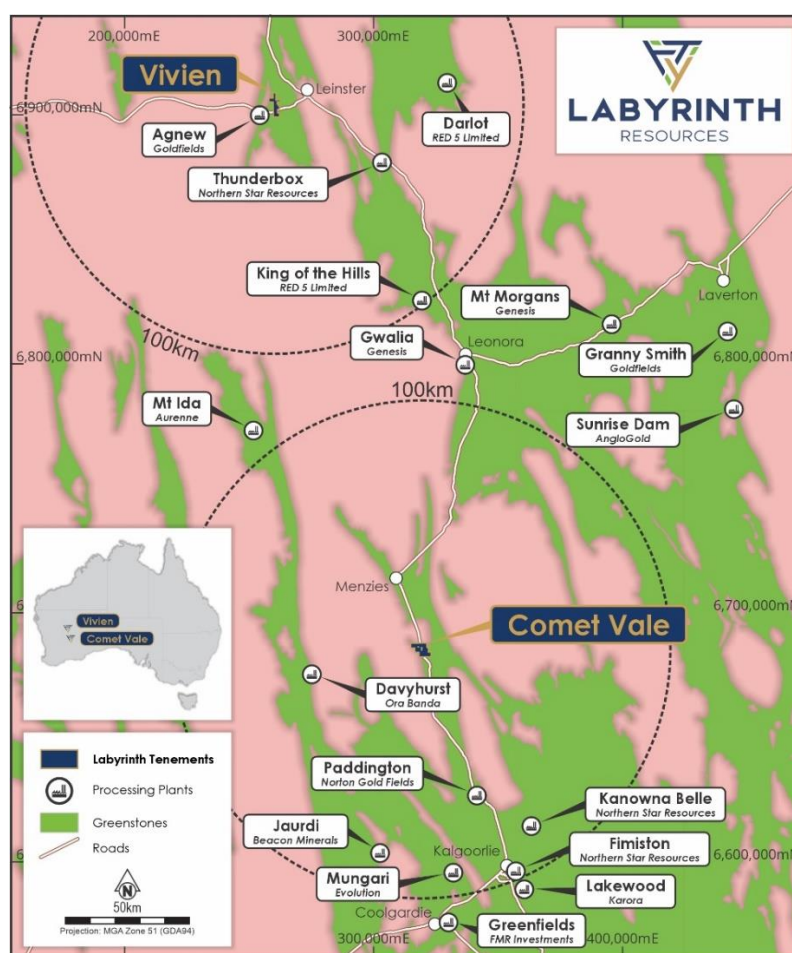 200,000mE
300,000mE
LABYRINTH
RESOURCES
Vivien
Leinster
6,900,000mN
Agnew
Goldfields
Darlot
RED 5 Limited
Thunderbox
Northern Star Resources
King of the Hills
RED 5 Limited
Mt Morgans
Genesis
Laverton
Gwalia
Genesis
Leonora
Granny Smith
Goldfields
100km
6,800,000mN
6,800,000mN
100km
Mt Ida
Aurenne
Sunrise Dam
AngloGold
Menzies
Vivien
Comet Vale
6,700,000mN
Comet Vale
Davyhurst
Ora Banda
Labyrinth Tenements
Processing Plants
Greenstones
Roads
N
50km
Projection: MGA Zone 51 (GDA94)
Paddington
Norton Gold Fields
Kanowna Belle
Northern Star Resources
Jaurdi
Beacon Minerals
Kalgoorlie
Fimiston
Northern Star Resources
6,600,000mN
Mungari
Evolution
Lakewood
Karora
Coolgardie
Greenfields
FMR Investments
300,000mE
400,000mE